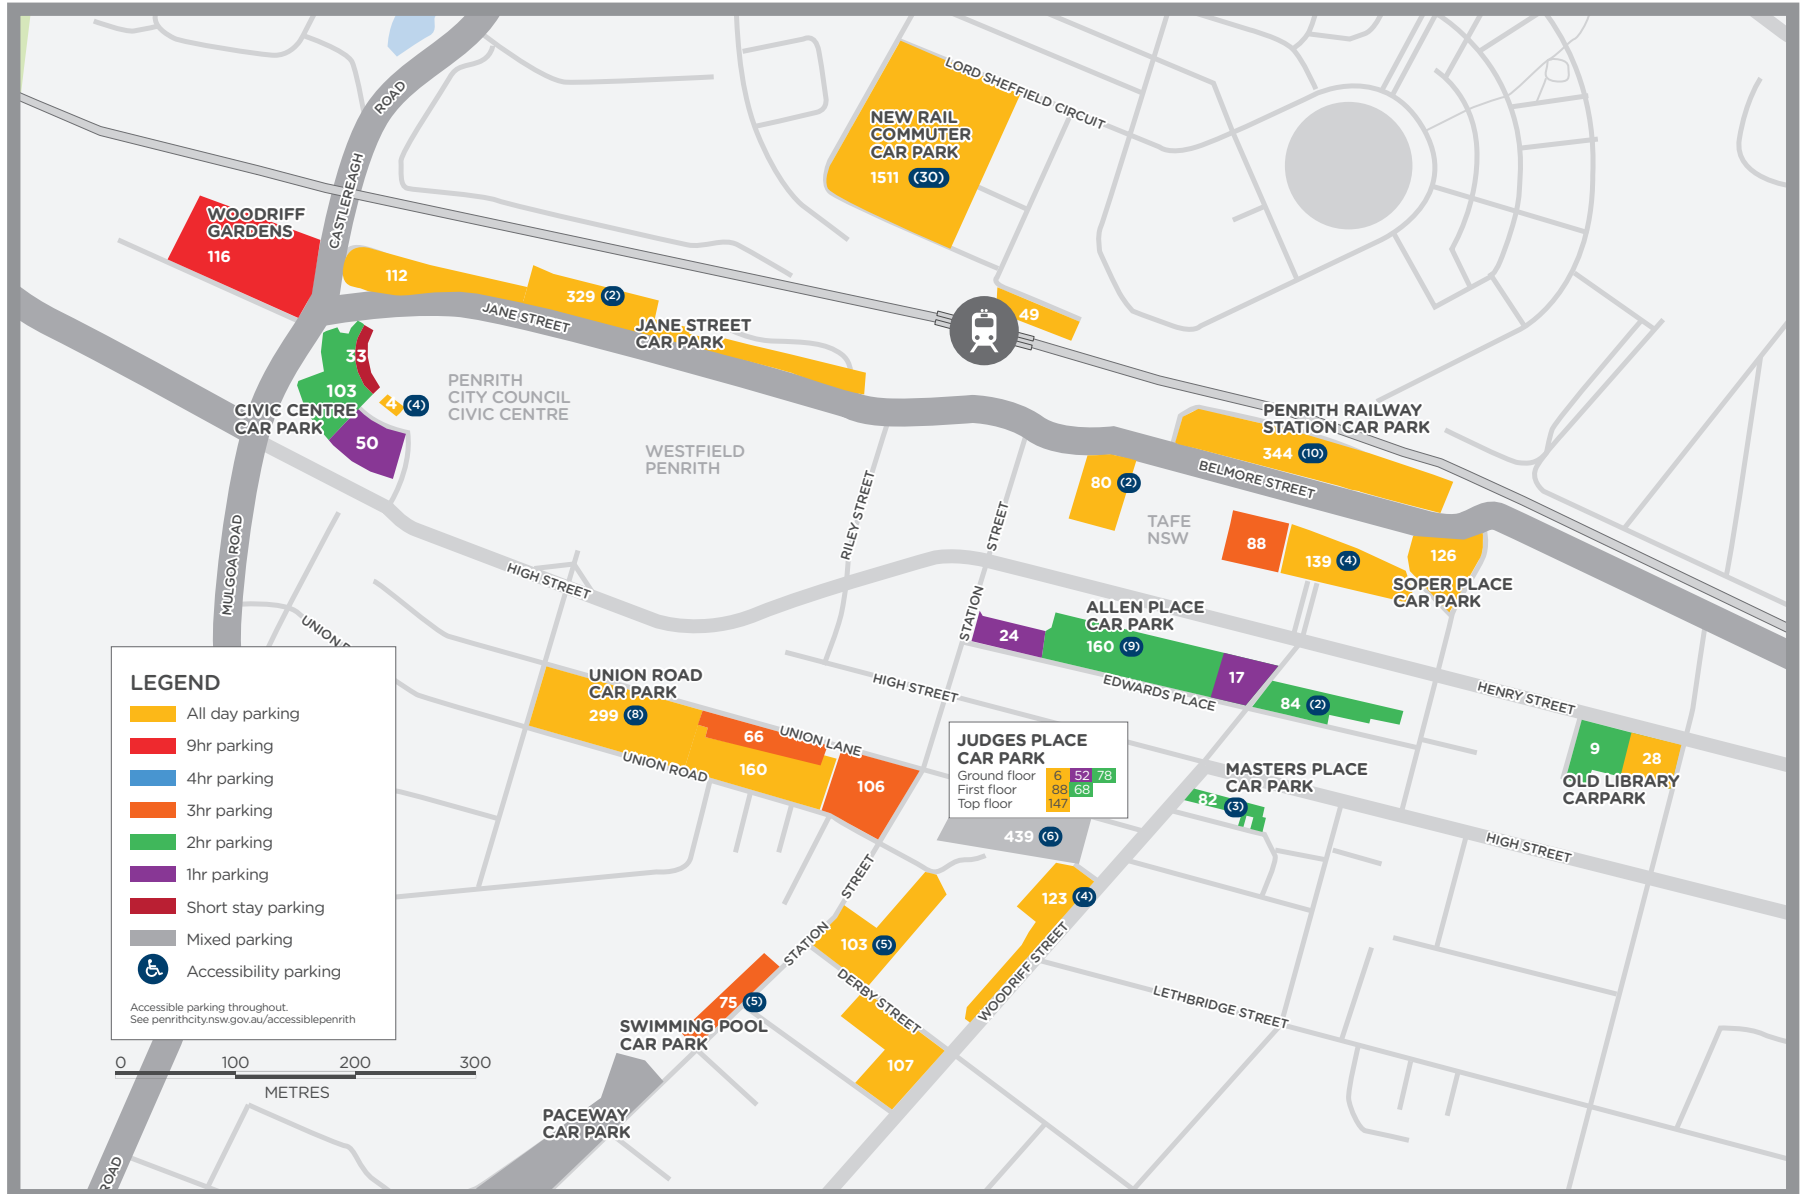 ROAD
CASTLEREAGH
LORD SHEFFIELD CIRCUIT
NEW RAIL
COMMUTER
CAR PARK
1511 (30)
WOODRIFF
GARDENS
116
112
329 (2)
JANE STREET
JANE STREET
CAR PARK
49
33
103
4 (4)
CIVIC CENTRE
CAR PARK
50
PENRITH
CITY COUNCIL
CIVIC CENTRE
WESTFIELD
PENRITH
PENRITH RAILWAY
STATION CAR PARK
344 (10)
BELMORE STREET
80 (2)
TAFE
NSW
88
139 (4)
126
SOPER PLACE
CAR PARK
MULGOA ROAD
RILEY STREET
STREET
STATION
HIGH STREET
ALLEN PLACE
CAR PARK
24
160 (9)
17
EDWARDS PLACE
84 (2)
HENRY STREET
UNION ROAD
CAR PARK
299 (8)
66
UNION LANE
160
UNION ROAD
106
HIGH STREET
JUDGES PLACE
CAR PARK
Ground floor 6 52 78
First floor 88 68
Top floor 147
439 (6)
MASTERS PLACE
CAR PARK
82 (3)
9
28
OLD LIBRARY
CARPARK
HIGH STREET
STREET
STATION
123 (4)
103 (5)
DERBY STREET
WOODRIFF STREET
LETHBRIDGE STREET
75 (5)
SWIMMING POOL
CAR PARK
107
PACEWAY
CAR PARK
LEGEND
All day parking
9hr parking
4hr parking
3hr parking
2hr parking
1hr parking
Short stay parking
Mixed parking
Accessibility parking
Accessible parking throughout.
See penrithcity.nsw.gov.au/accessiblepenrith
0 100 200 300
METRES
ROAD
UNION